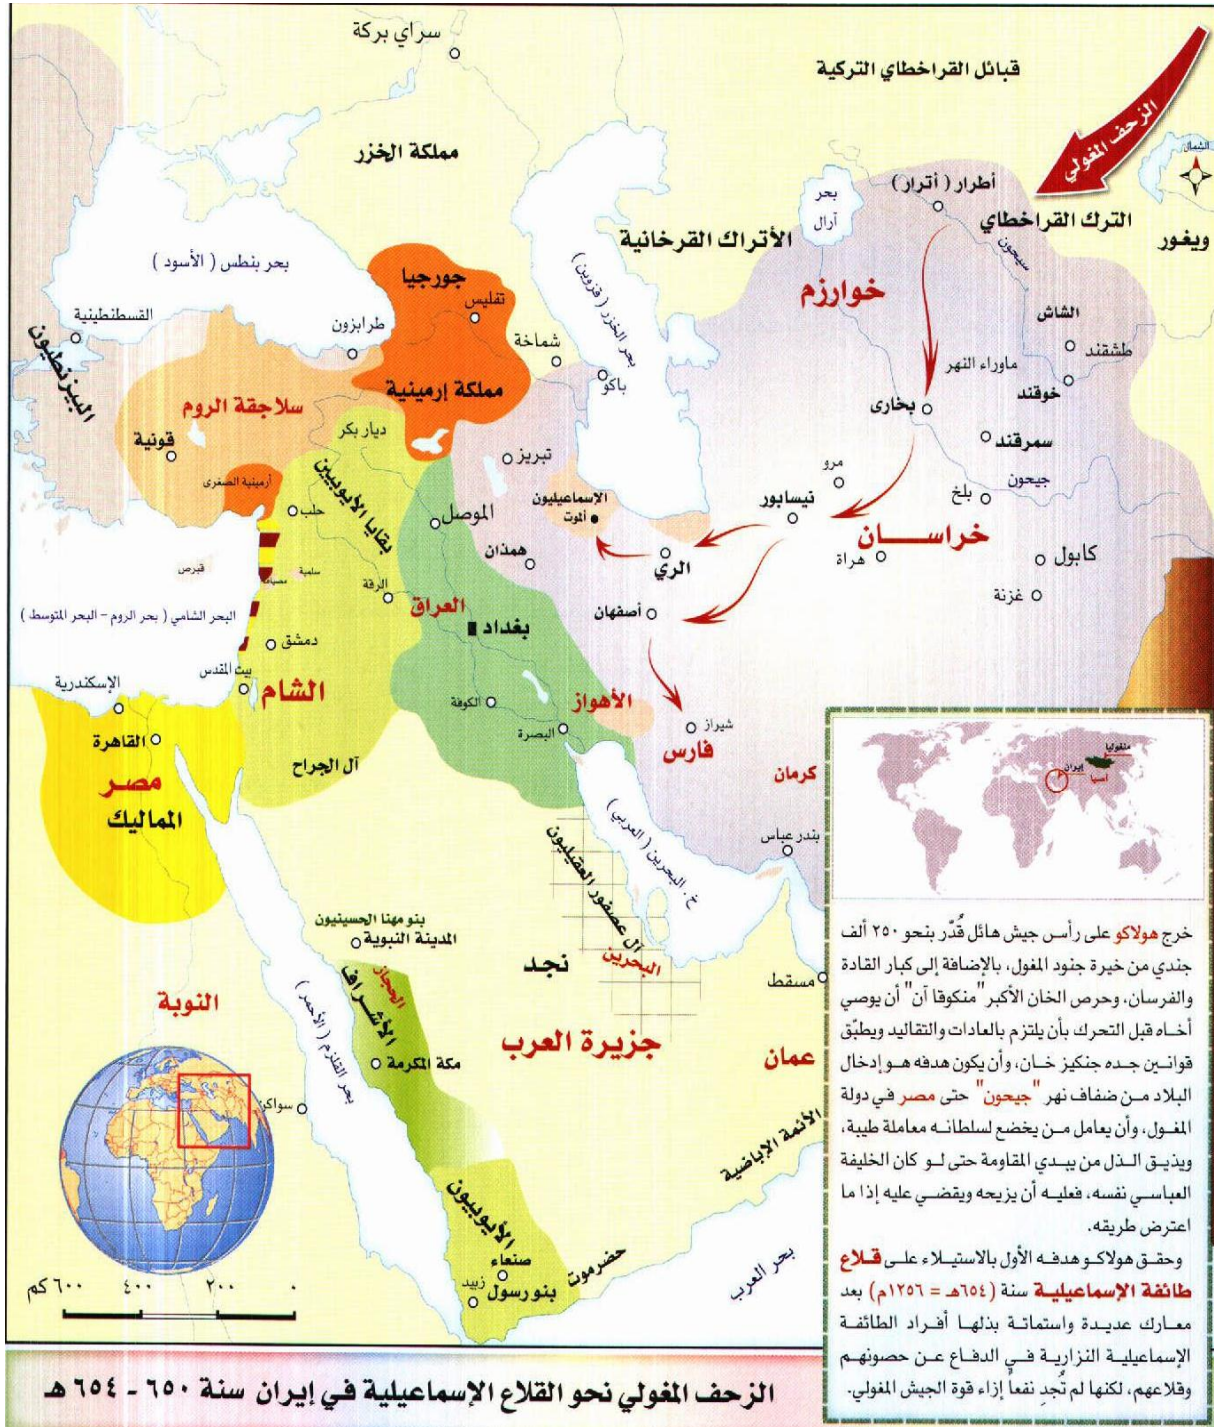 سراي بركة
قبائل القراخطاي التركية
الزحف المغولي
الشمال
مملكة الخزر
أطرار ( أترار )
الترك القراخطاي
ويغور
بحر
آرال
الأتراك القرخانية
سيحون
بحر بنطس ( الأسود )
جورجيا
تفليس
بحر الخزر ( قزوين )
خوارزم
الشاش
القسطنطينية
طرابزون
شماخة
طشقند
ماوراء النهر
البيزنطيون
باكو
خوقند
مملكة إرمينية
سلاجقة الروم
بخارى
ديار بكر
قونية
سمرقند
تبريز
مرو
جيحون
أرمينية الصغرى
بقايا الأيوبيين
الإسماعيليون
ألموت
نيسابور
بلخ
حلب
الموصل
خراســـان
همذان
الري
هراة
كابول
قبرص
سلمية
مصياف
الرقة
غزنة
العراق
أصفهان
البحر الشامي ( بحر الروم – البحر المتوسط )
بغداد
دمشق
بيت المقدس
الشام
الإسكندرية
الكوفة
الأهواز
شيراز
البصرة
القاهرة
فارس
آل الجراح
كرمان
مصر
المماليك
بندر عباس
خ. البحرين ( العربي )
آل عصفور العقيليون
بنو مهنا الحسينيون
المدينة النبوية
نجد
البحرين
الحجاز
الأشــراف
مسقط
النوبة
بحر القلزم ( الأحمر )
جزيرة العرب
عمان
مكة المكرمة
سواكن
الأئمة الإباضية
الأيوبيون
صنعاء
حضرموت
زبيد
بنو رسول
بحر العرب
٦٠٠ كم
٤٠٠
٢٠٠
٠
منغوليا
إيران
آسيا
خرج هولاكو على رأس جيش هائل قُدّر بنحو ٢٥٠ ألف
جندي من خيرة جنود المغول، بالإضافة إلى كبار القادة
والفرسان، وحرص الخان الأكبر "منكوقا آن" أن يوصي
أخاه قبل التحرك بأن يلتزم بالعادات والتقاليد ويطبّق
قوانين جده جنكيز خان، وأن يكون هدفه هو إدخال
البلاد من ضفاف نهر "جيحون" حتى مصر في دولة
المغول، وأن يعامل من يخضع لسلطانه معاملة طيبة،
ويذيق الذل من يبدي المقاومة حتى لو كان الخليفة
العباسي نفسه، فعليه أن يزيحه ويقضي عليه إذا ما
اعترض طريقه.
وحقق هولاكو هدفه الأول بالاستيلاء على قلاع
طائفة الإسماعيلية سنة (٦٥٤هـ = ١٢٥٦م) بعد
معارك عديدة واستماتة بذلها أفراد الطائفة
الإسماعيلية النزارية في الدفاع عن حصونهم
وقلاعهم، لكنها لم تُجدِ نفعاً إزاء قوة الجيش المغولي.
الزحف المغولي نحو القلاع الإسماعيلية في إيران سنة ٦٥٠ - ٦٥٤ هـ